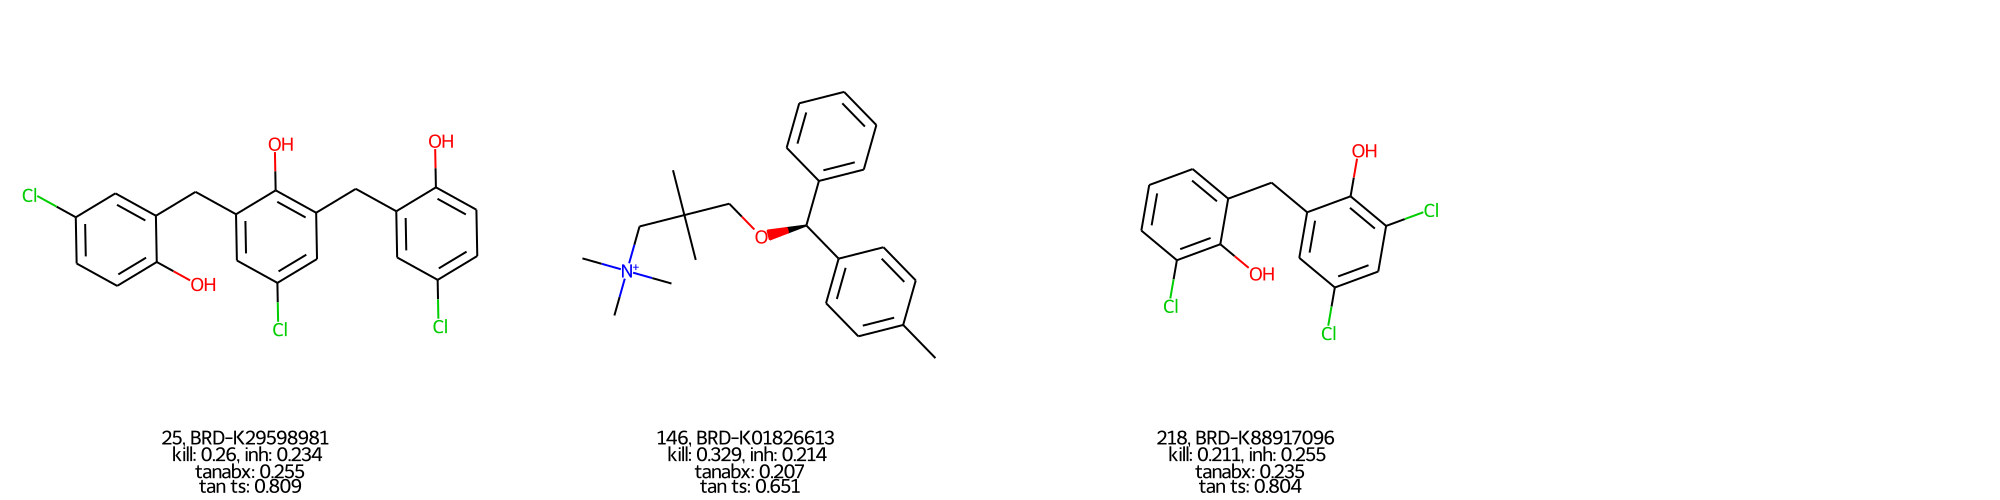 OH
OH
Cl
OH
Cl
Cl
25, BRD-K29598981
kill: 0.26, inh: 0.234
tanabx: 0.255
tan ts: 0.809
O
N+
146, BRD-K01826613
kill: 0.329, inh: 0.214
tanabx: 0.207
tan ts: 0.651
OH
Cl
OH
Cl
Cl
218, BRD-K88917096
kill: 0.211, inh: 0.255
tanabx: 0.235
tan ts: 0.804